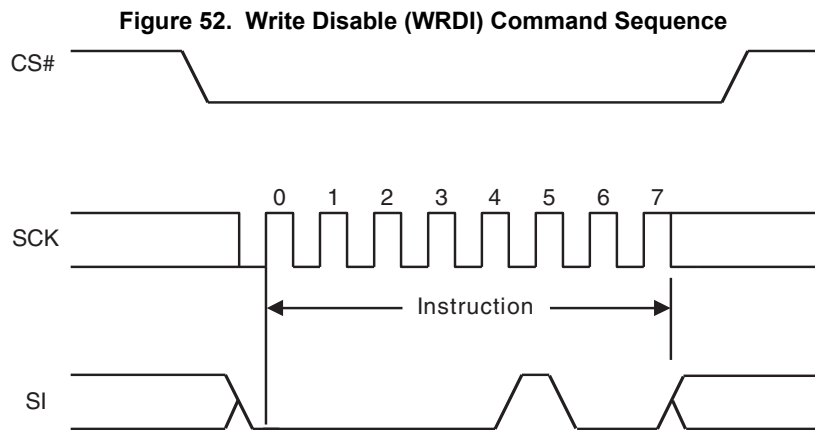 Figure 52. Write Disable (WRDI) Command Sequence
CS#
0 1 2 3 4 5 6 7
SCK
Instruction
SI